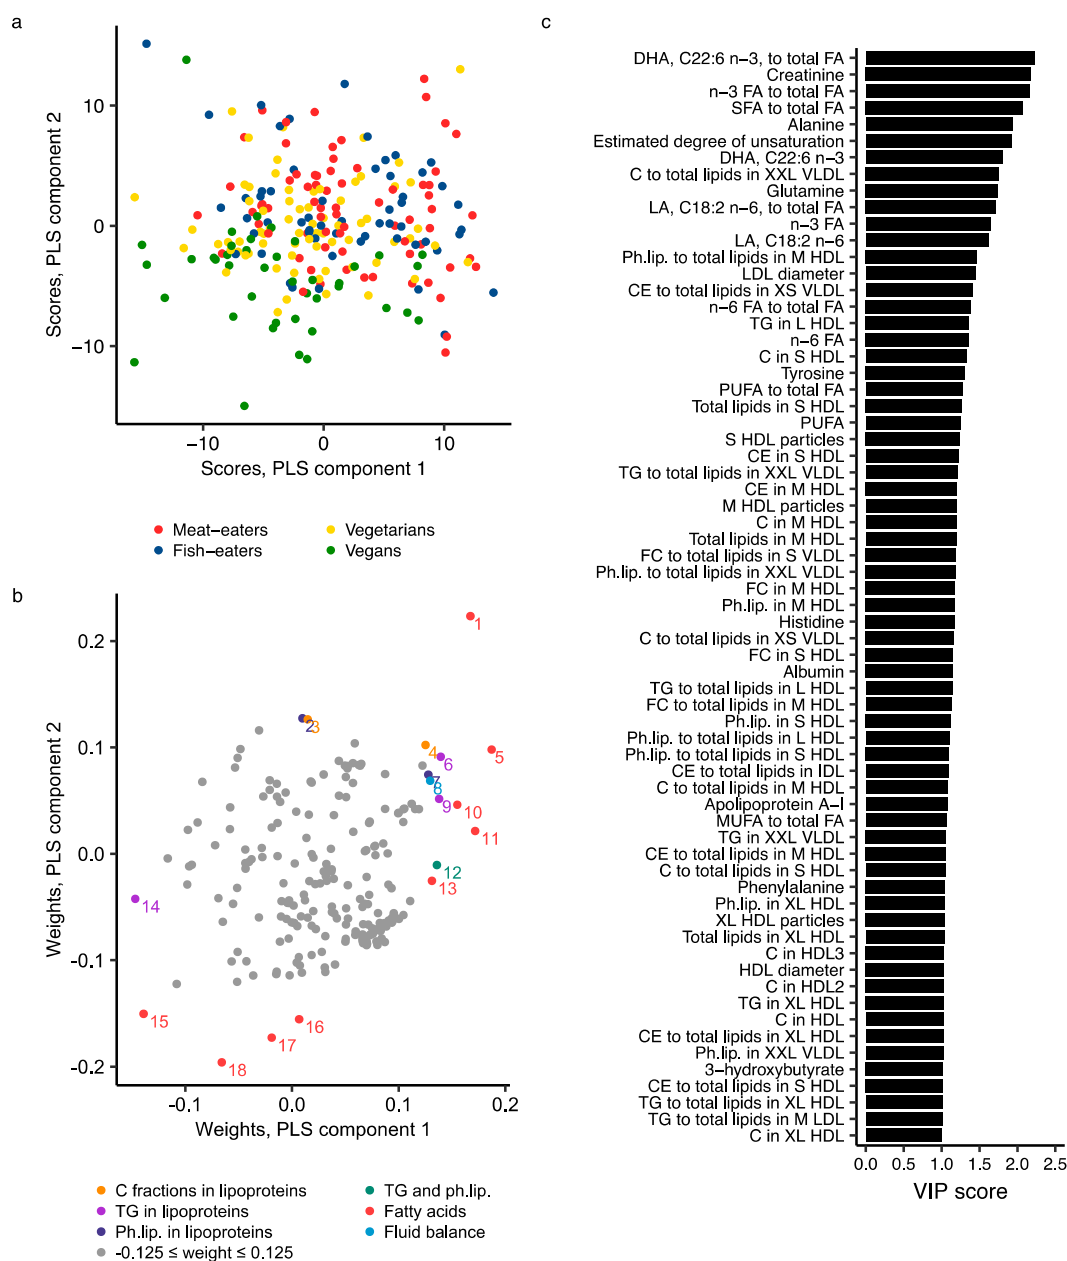 a
10
0
−10
Scores, PLS component 2
−10
0
10
Scores, PLS component 1
Meat−eaters
Vegetarians
Fish−eaters
Vegans
b
0.2
0.1
0.0
-0.1
-0.2
Weights, PLS component 2
1
2
3
4
5
6
7
8
9
10
11
12
13
14
15
16
17
18
-0.1
0.0
0.1
0.2
Weights, PLS component 1
C fractions in lipoproteins
TG and ph.lip.
TG in lipoproteins
Fatty acids
Ph.lip. in lipoproteins
Fluid balance
-0.125 ≤ weight ≤ 0.125
c
DHA, C22:6 n−3, to total FA
Creatinine
n−3 FA to total FA
SFA to total FA
Alanine
Estimated degree of unsaturation
DHA, C22:6 n−3
C to total lipids in XXL VLDL
Glutamine
LA, C18:2 n−6, to total FA
n−3 FA
LA, C18:2 n−6
Ph.lip. to total lipids in M HDL
LDL diameter
CE to total lipids in XS VLDL
n−6 FA to total FA
TG in L HDL
n−6 FA
C in S HDL
Tyrosine
PUFA to total FA
Total lipids in S HDL
PUFA
S HDL particles
CE in S HDL
TG to total lipids in XXL VLDL
CE in M HDL
M HDL particles
C in M HDL
Total lipids in M HDL
FC to total lipids in S VLDL
Ph.lip. to total lipids in XXL VLDL
FC in M HDL
Ph.lip. in M HDL
Histidine
C to total lipids in XS VLDL
FC in S HDL
Albumin
TG to total lipids in L HDL
FC to total lipids in M HDL
Ph.lip. in S HDL
Ph.lip. to total lipids in L HDL
Ph.lip. to total lipids in S HDL
CE to total lipids in IDL
C to total lipids in M HDL
Apolipoprotein A−I
MUFA to total FA
TG in XXL VLDL
CE to total lipids in M HDL
C to total lipids in S HDL
Phenylalanine
Ph.lip. in XL HDL
XL HDL particles
Total lipids in XL HDL
C in HDL3
HDL diameter
C in HDL2
TG in XL HDL
C in HDL
CE to total lipids in XL HDL
Ph.lip. in XXL VLDL
3−hydroxybutyrate
CE to total lipids in S HDL
TG to total lipids in XL HDL
TG to total lipids in M LDL
C in XL HDL
0.0 0.5 1.0 1.5 2.0 2.5
VIP score